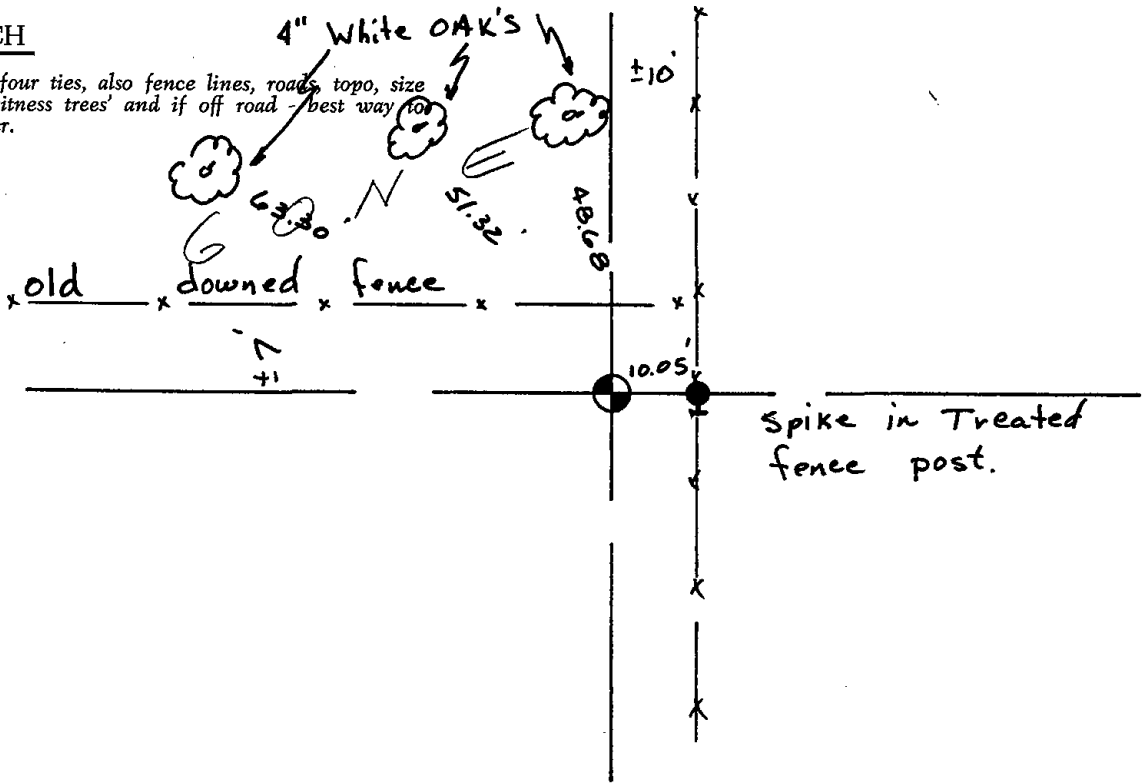 CH
4" White OAK'S
four ties, also fence lines, roads, topo, size
itness trees' and if off road - best way to
r.
±10'
63.30
51.32
48.68
old downed fence
±7'
10.05'
Spike in Treated
fence post.